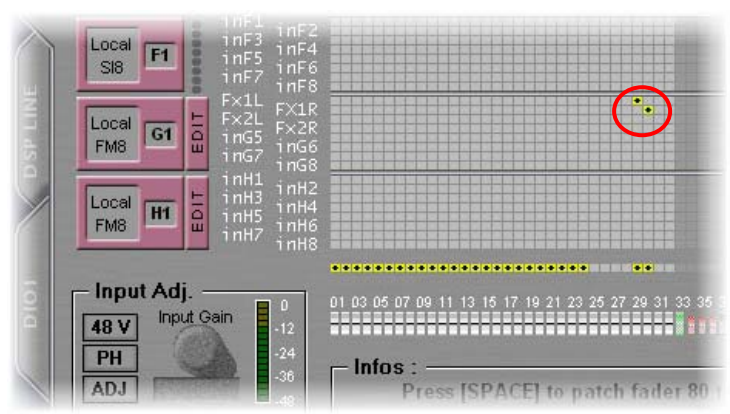 DSP LINE
DIO1
Local
SI8
F1
Local
FM8
G1
EDIT
Local
FM8
H1
EDIT
inF1
inF2
inF3
inF4
inF5
inF6
inF7
inF8
Fx1L
FX1R
Fx2L
Fx2R
inG5
inG6
inG7
inG8
inH1
inH2
inH3
inH4
inH5
inH6
inH7
inH8
Input Adj.
48 V
PH
ADJ
Input Gain
0
-12
-24
-36
-48
01 03 05 07 09 11 13 15 17 19 21 23 25 27 29 31 33 35
Infos :
Press [SPACE] to patch fader 80